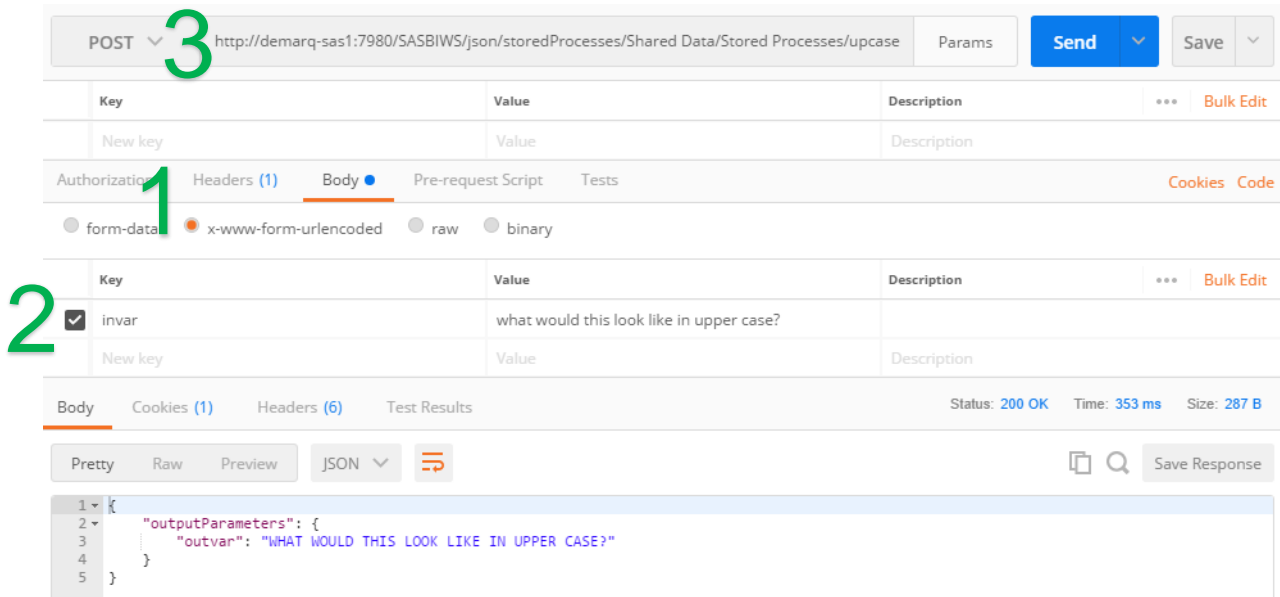 POST 3 http://demarq-sas1:7980/SASBIWS/json/storedProcesses/Shared Data/Stored Processes/upcase Params Send Save
Key Value Description ••• Bulk Edit
New key Value Description
Authorization Headers (1) Body Pre-request Script Tests Cookies Code
1
form-data x-www-form-urlencoded raw binary
Key Value Description ••• Bulk Edit
2 invar what would this look like in upper case?
New key Value Description
Body Cookies (1) Headers (6) Test Results Status: 200 OK Time: 353 ms Size: 287 B
Pretty Raw Preview JSON Save Response
1 {
2 "outputParameters": {
3 "outvar": "WHAT WOULD THIS LOOK LIKE IN UPPER CASE?"
4 }
5 }